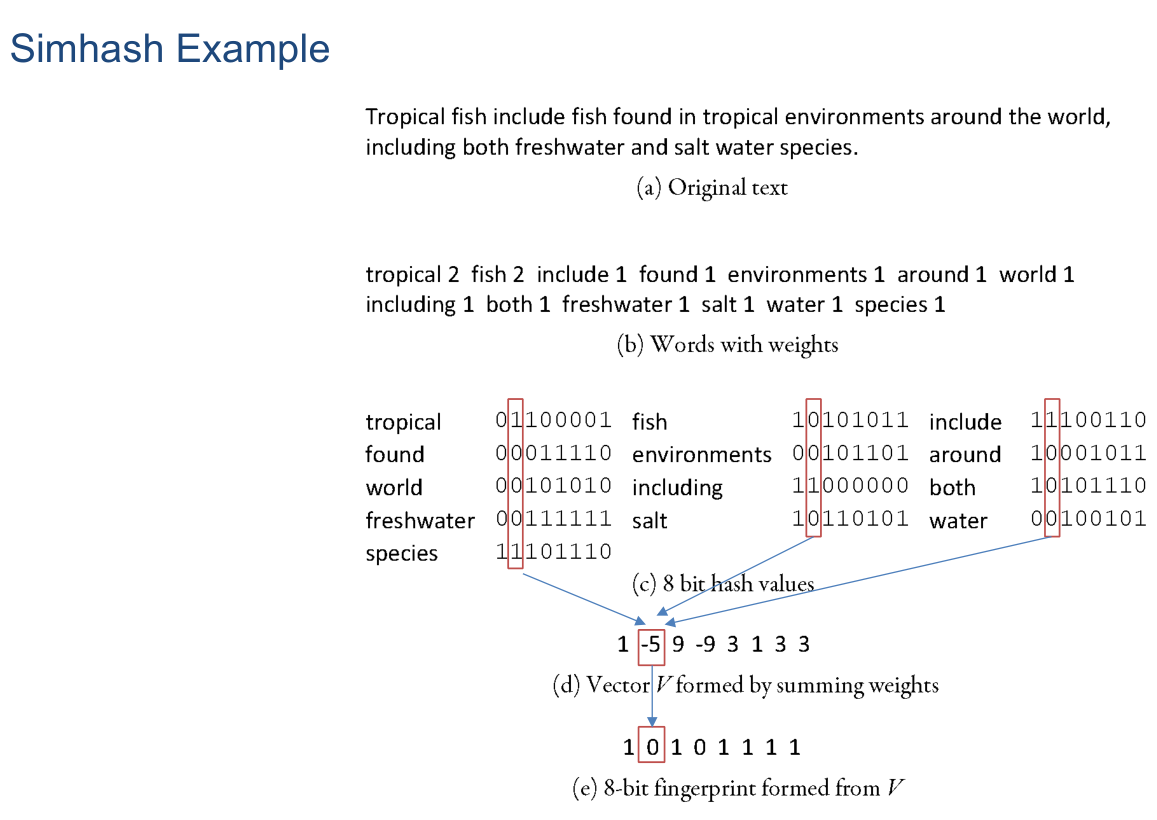 Simhash Example
Tropical fish include fish found in tropical environments around the world,
including both freshwater and salt water species.
(a) Original text
tropical 2 fish 2 include 1 found 1 environments 1 around 1 world 1
including 1 both 1 freshwater 1 salt 1 water 1 species 1
(b) Words with weights
tropical 01100001 fish 10101011 include 11100110
found 00011110 environments 00101101 around 10001011
world 00101010 including 11000000 both 10101110
freshwater 00111111 salt 10110101 water 00100101
species 11101110
(c) 8 bit hash values
1 -5 9 -9 3 1 3 3
(d) Vector V formed by summing weights
1 0 1 0 1 1 1 1
(e) 8-bit fingerprint formed from V